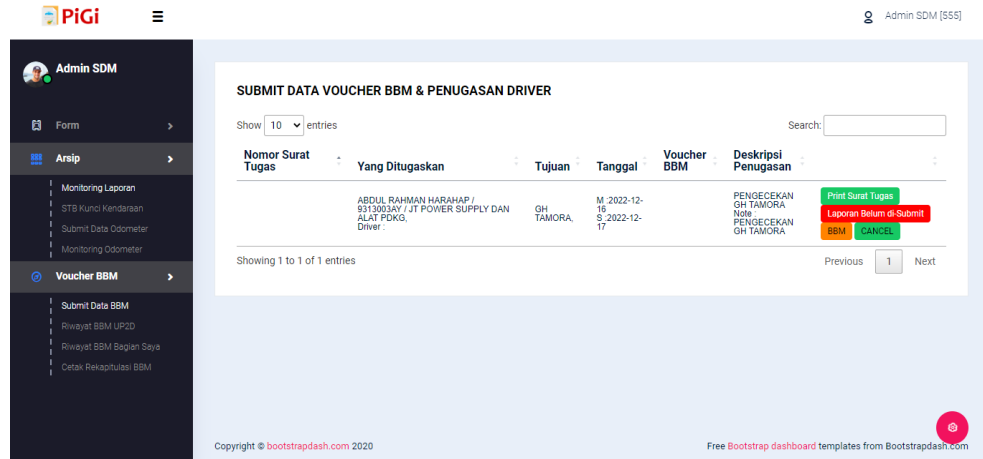 PiGi
Admin SDM [555]
Admin SDM
Form
Arsip
Monitoring Laporan
STB Kunci Kendaraan
Submit Data Odometer
Monitoring Odometer
Voucher BBM
Submit Data BBM
Riwayat BBM UP2D
Riwayat BBM Bagian Saya
Cetak Rekapitulasi BBM
SUBMIT DATA VOUCHER BBM & PENUGASAN DRIVER
Show 10 entries
Search:
Nomor Surat
Tugas
Yang Ditugaskan
Tujuan
Tanggal
Voucher
BBM
Deskripsi
Penugasan
ABDUL RAHMAN HARAHAP /
9313003AY / JT POWER SUPPLY DAN
ALAT PDKG,
Driver :
GH
TAMORA,
M :2022-12-
16
S :2022-12-
17
PENGECEKAN
GH TAMORA
Note :
PENGECEKAN
GH TAMORA
Print Surat Tugas
Laporan Belum di-Submit
BBM
CANCEL
Showing 1 to 1 of 1 entries
Previous 1 Next
Copyright © bootstrapdash.com 2020
Free Bootstrap dashboard templates from Bootstrapdash.com